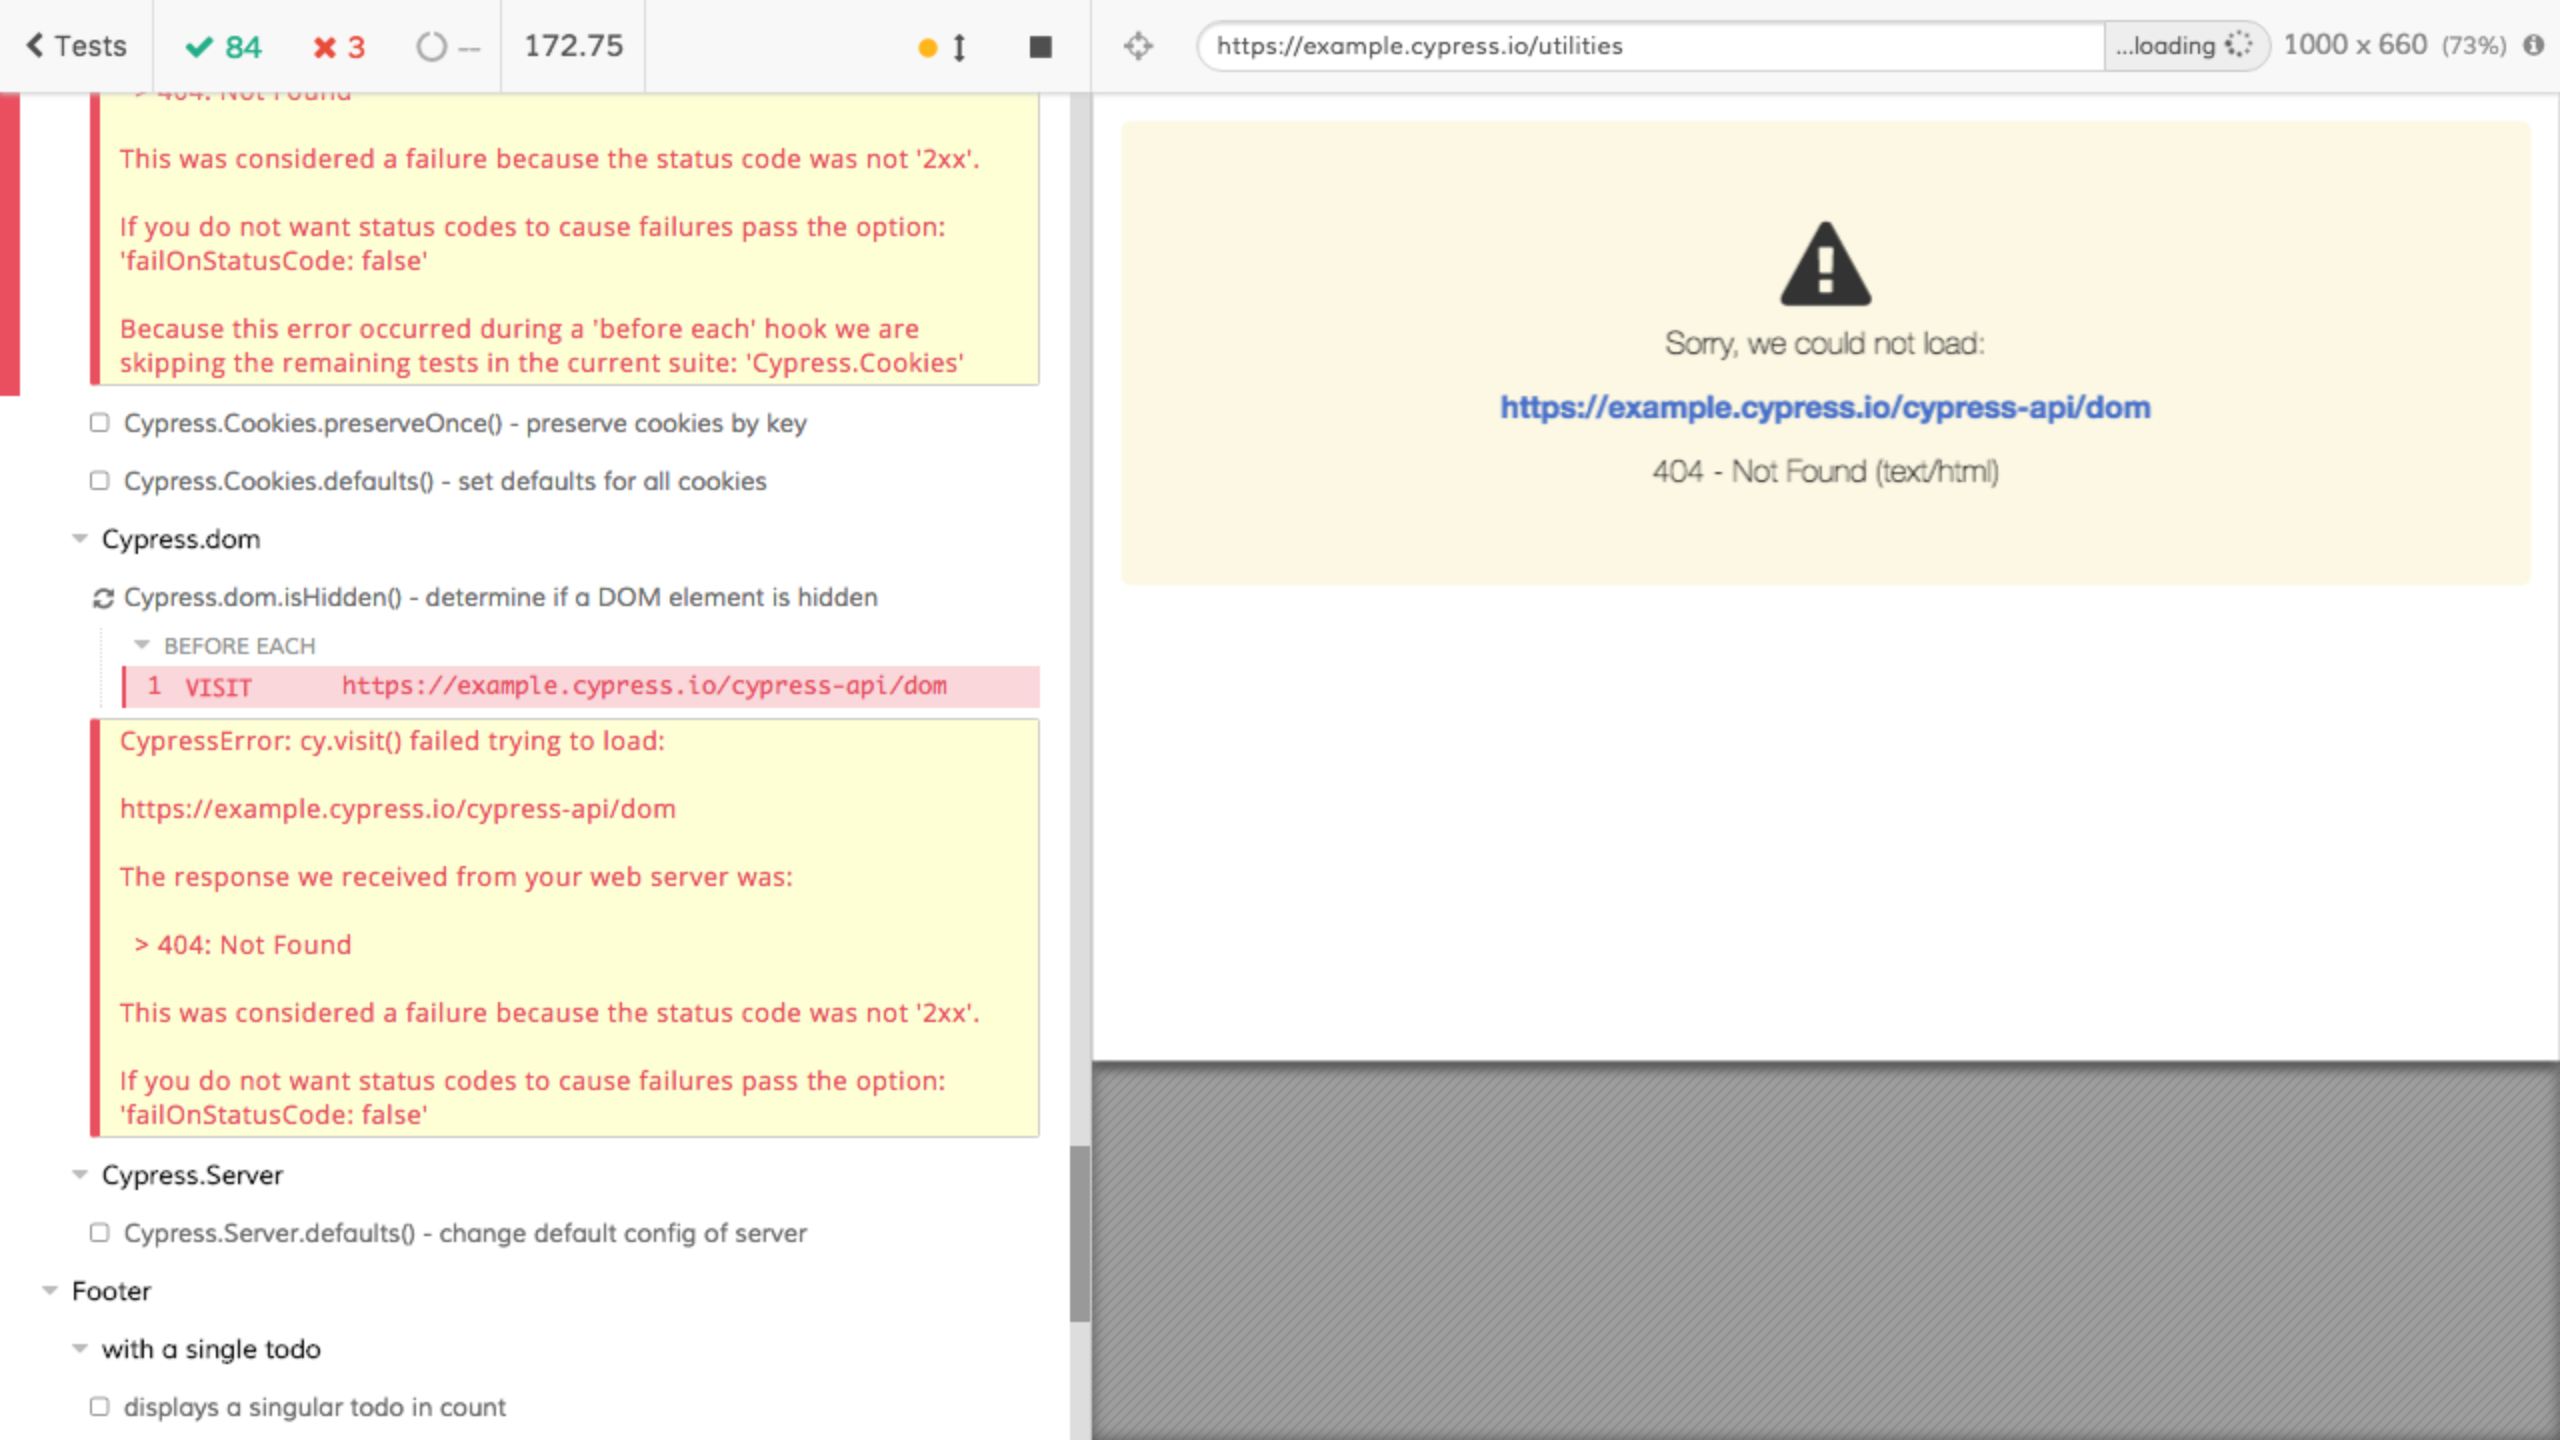 Tests
84
3
--
172.75
https://example.cypress.io/utilities
...loading
1000 x 660 (73%)
> 404: Not Found
This was considered a failure because the status code was not '2xx'.
If you do not want status codes to cause failures pass the option:
'failOnStatusCode: false'
Because this error occurred during a 'before each' hook we are
skipping the remaining tests in the current suite: 'Cypress.Cookies'
Cypress.Cookies.preserveOnce() - preserve cookies by key
Cypress.Cookies.defaults() - set defaults for all cookies
Cypress.dom
Cypress.dom.isHidden() - determine if a DOM element is hidden
BEFORE EACH
1 VISIT https://example.cypress.io/cypress-api/dom
CypressError: cy.visit() failed trying to load:
https://example.cypress.io/cypress-api/dom
The response we received from your web server was:
> 404: Not Found
This was considered a failure because the status code was not '2xx'.
If you do not want status codes to cause failures pass the option:
'failOnStatusCode: false'
Cypress.Server
Cypress.Server.defaults() - change default config of server
Footer
with a single todo
displays a singular todo in count
Sorry, we could not load:
https://example.cypress.io/cypress-api/dom
404 - Not Found (text/html)